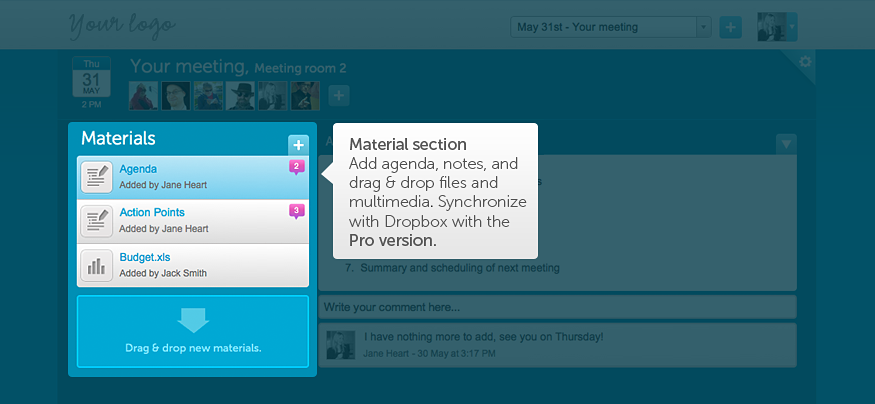 Your logo
May 31st - Your meeting
Thu
31
MAY
2 PM
Your meeting, Meeting room 2
Materials
Agenda
Added by Jane Heart
2
Action Points
Added by Jane Heart
3
Budget.xls
Added by Jack Smith
Drag & drop new materials.
Material section
Add agenda, notes, and
drag & drop files and
multimedia. Synchronize
with Dropbox with the
Pro version.
7. Summary and scheduling of next meeting
Write your comment here...
I have nothing more to add, see you on Thursday!
Jane Heart - 30 May at 3:17 PM